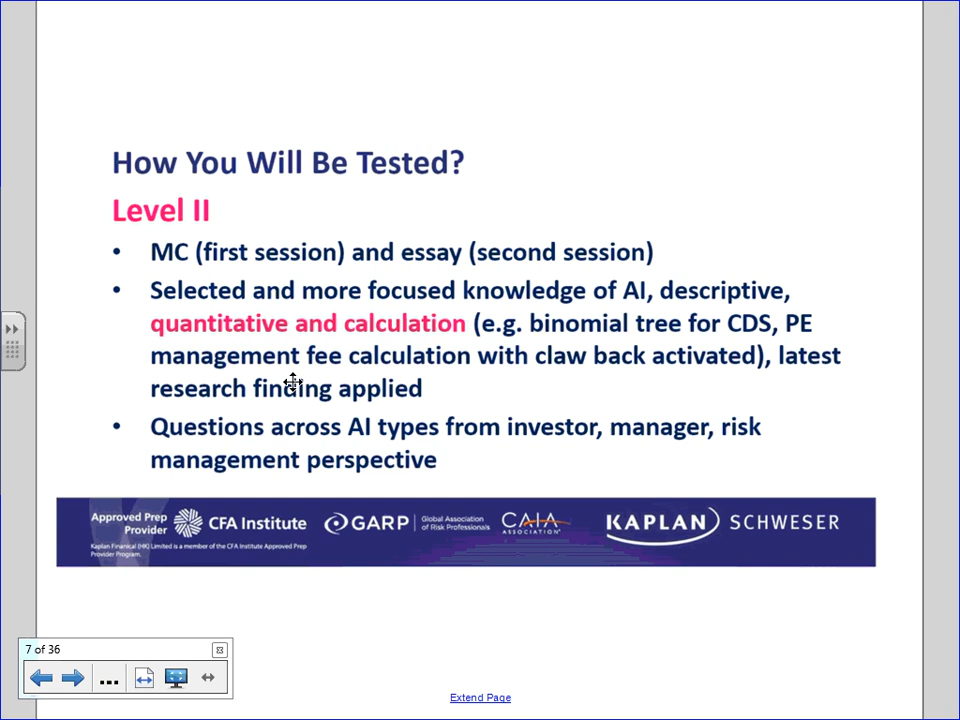 How You Will Be Tested?
Level II
• MC (first session) and essay (second session)
• Selected and more focused knowledge of AI, descriptive,
quantitative and calculation (e.g. binomial tree for CDS, PE
management fee calculation with claw back activated), latest
research finding applied
• Questions across AI types from investor, manager, risk
management perspective
Approved Prep
Provider
CFA Institute
Kaplan Finanical (HK) Limited is a member of the CFA Institute Approved Prep
Provider Program.
GARP
Global Association
of Risk Professionals
CAIA
ASSOCIATION
KAPLAN SCHWESER
7 of 36
...
Extend Page